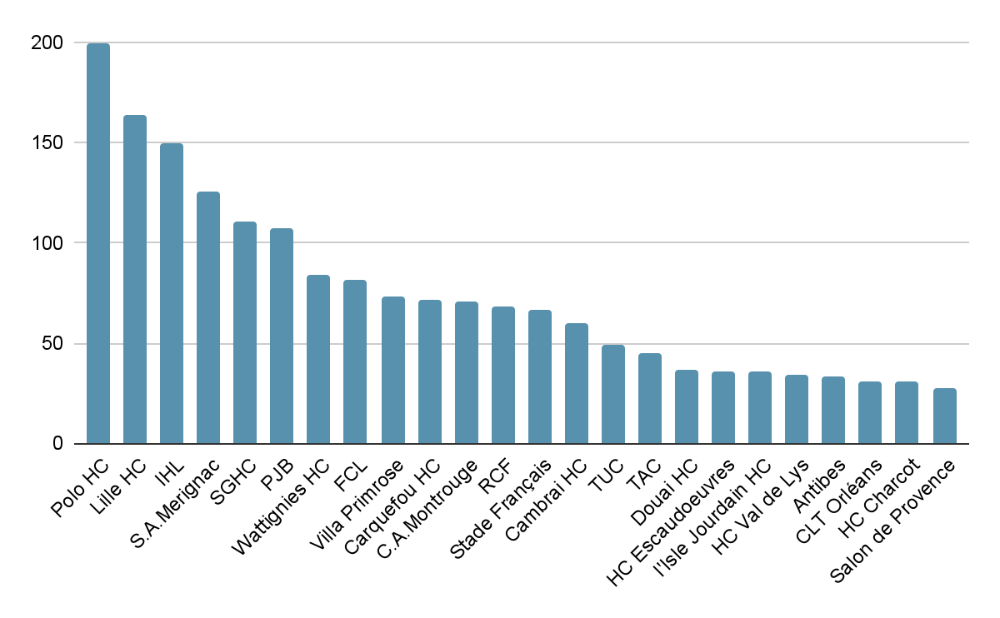 200
150
100
50
0
Polo HC
Lille HC
IHL
S.A.Merignac
SGHC
PJB
Wattignies HC
FCL
Villa Primrose
Carquefou HC
C.A.Montrouge
RCF
Stade Français
Cambrai HC
TUC
TAC
Douai HC
HC Escaudoeuvres
l'Isle Jourdain HC
HC Val de Lys
Antibes
CLT Orléans
HC Charcot
Salon de Provence